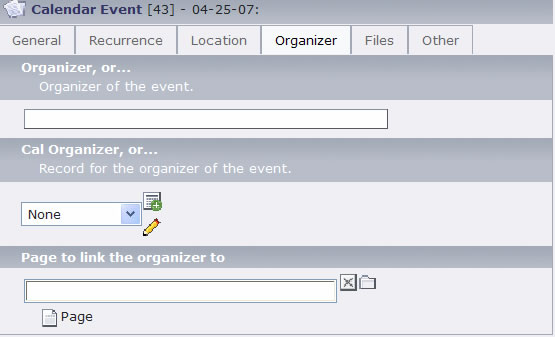 Calendar Event [43] - 04-25-07:
General Recurrence Location Organizer Files Other
Organizer, or...
Organizer of the event.
Cal Organizer, or...
Record for the organizer of the event.
None
Page to link the organizer to
Page